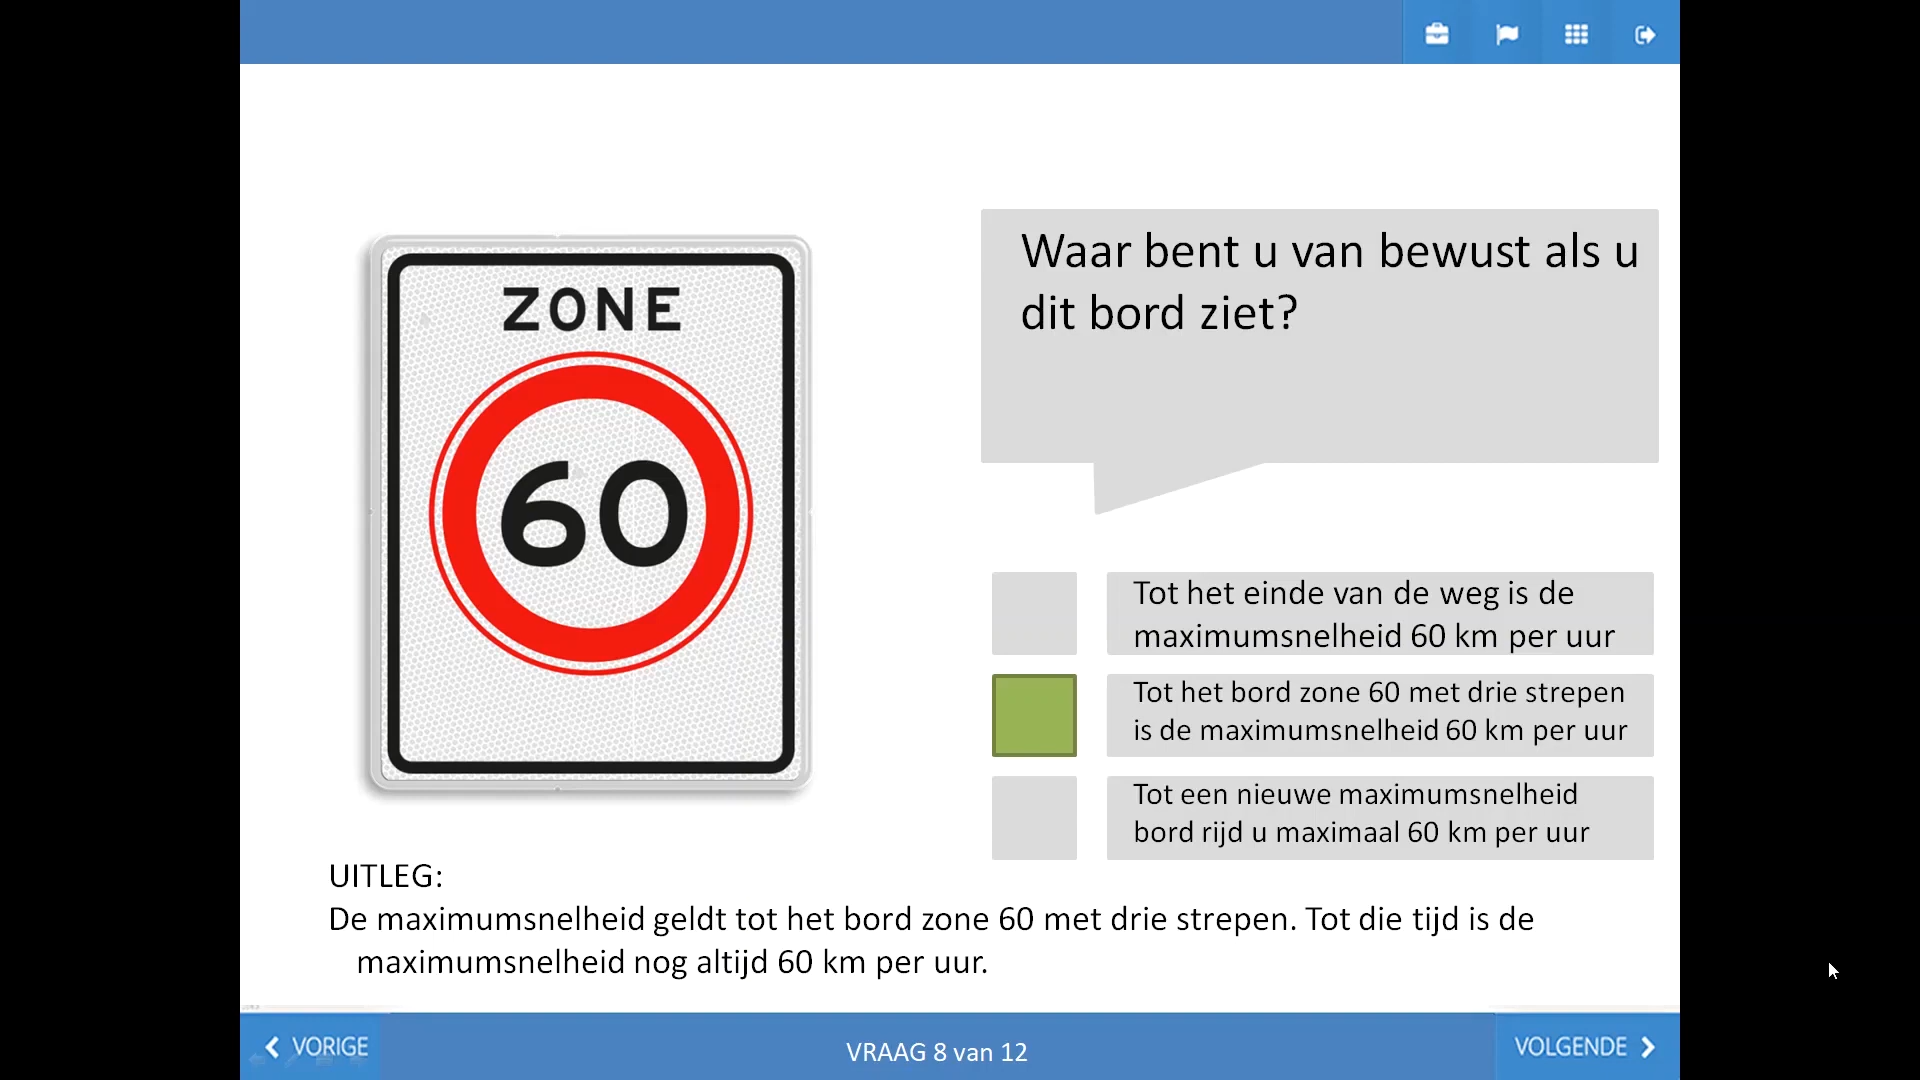 ZONE
60
Waar bent u van bewust als u
dit bord ziet?
Tot het einde van de weg is de
maximumsnelheid 60 km per uur
Tot het bord zone 60 met drie strepen
is de maximumsnelheid 60 km per uur
Tot een nieuwe maximumsnelheid
bord rijd u maximaal 60 km per uur
UITLEG:
De maximumsnelheid geldt tot het bord zone 60 met drie strepen. Tot die tijd is de
maximumsnelheid nog altijd 60 km per uur.
VORIGE
VRAAG 8 van 12
VOLGENDE